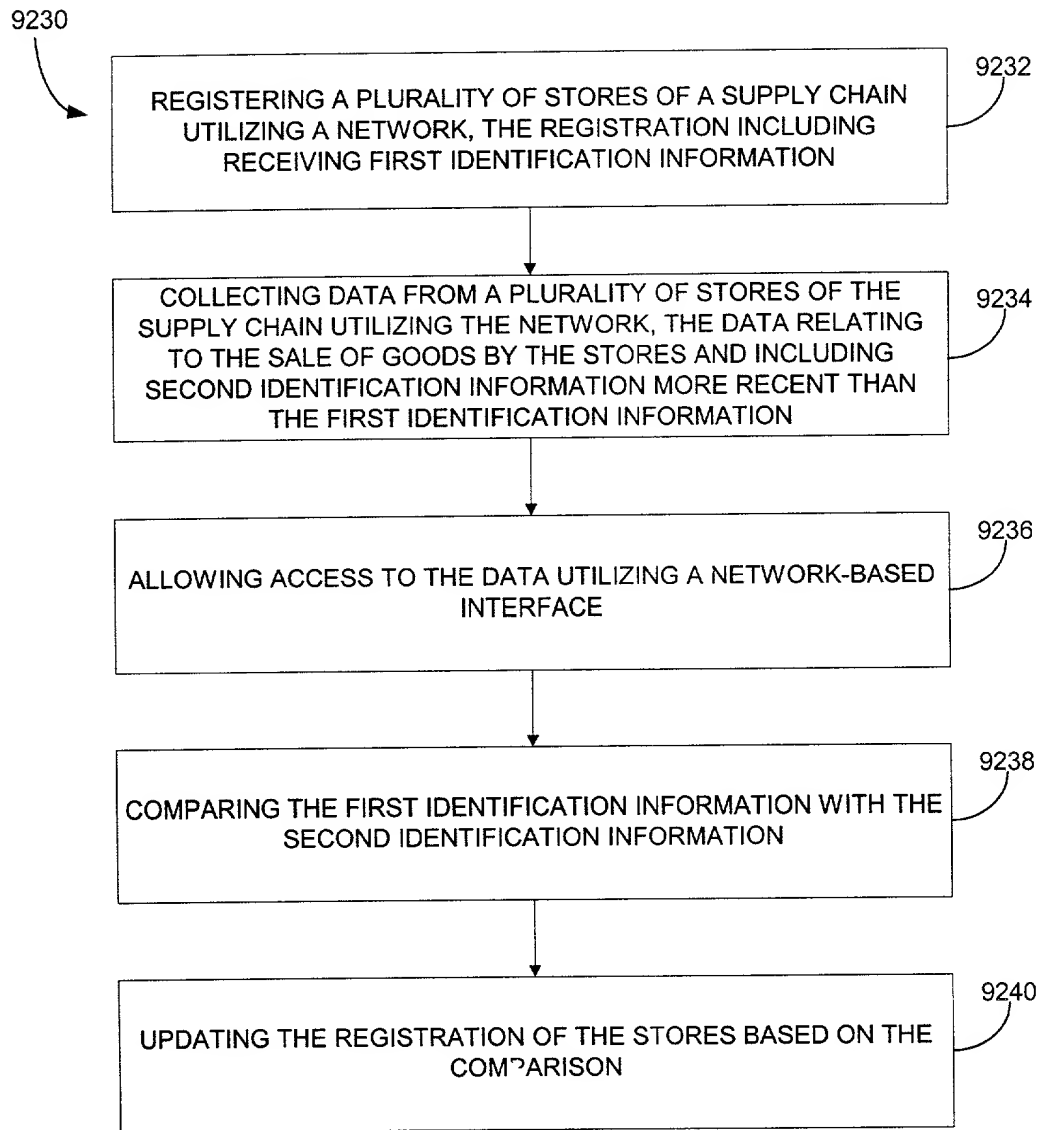 9230
9232
REGISTERING A PLURALITY OF STORES OF A SUPPLY CHAIN
UTILIZING A NETWORK, THE REGISTRATION INCLUDING
RECEIVING FIRST IDENTIFICATION INFORMATION
9234
COLLECTING DATA FROM A PLURALITY OF STORES OF THE
SUPPLY CHAIN UTILIZING THE NETWORK, THE DATA RELATING
TO THE SALE OF GOODS BY THE STORES AND INCLUDING
SECOND IDENTIFICATION INFORMATION MORE RECENT THAN
THE FIRST IDENTIFICATION INFORMATION
9236
ALLOWING ACCESS TO THE DATA UTILIZING A NETWORK-BASED
INTERFACE
9238
COMPARING THE FIRST IDENTIFICATION INFORMATION WITH THE
SECOND IDENTIFICATION INFORMATION
9240
UPDATING THE REGISTRATION OF THE STORES BASED ON THE
COMPARISON